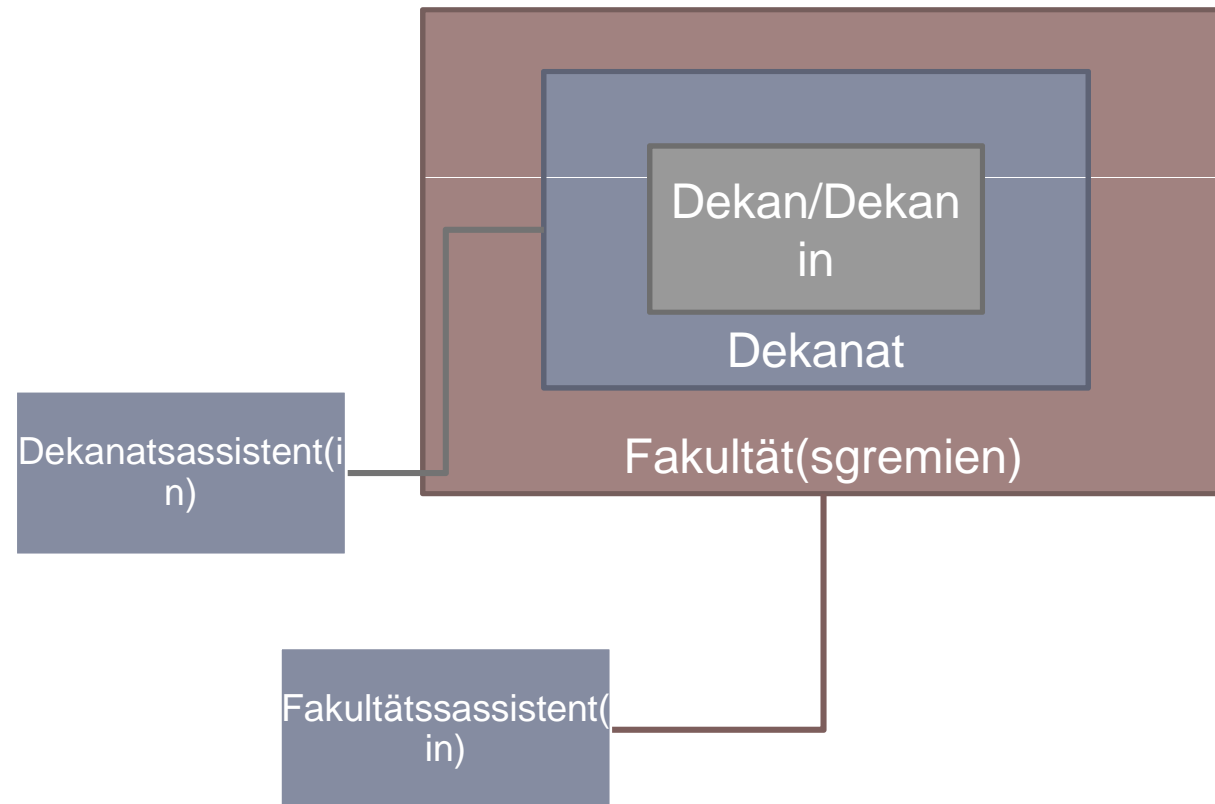 Dekan/Dekan
in
Dekanat
Fakultät(sgremien)
Dekanatsassistent(i
n)
Fakultätssassistent(
in)